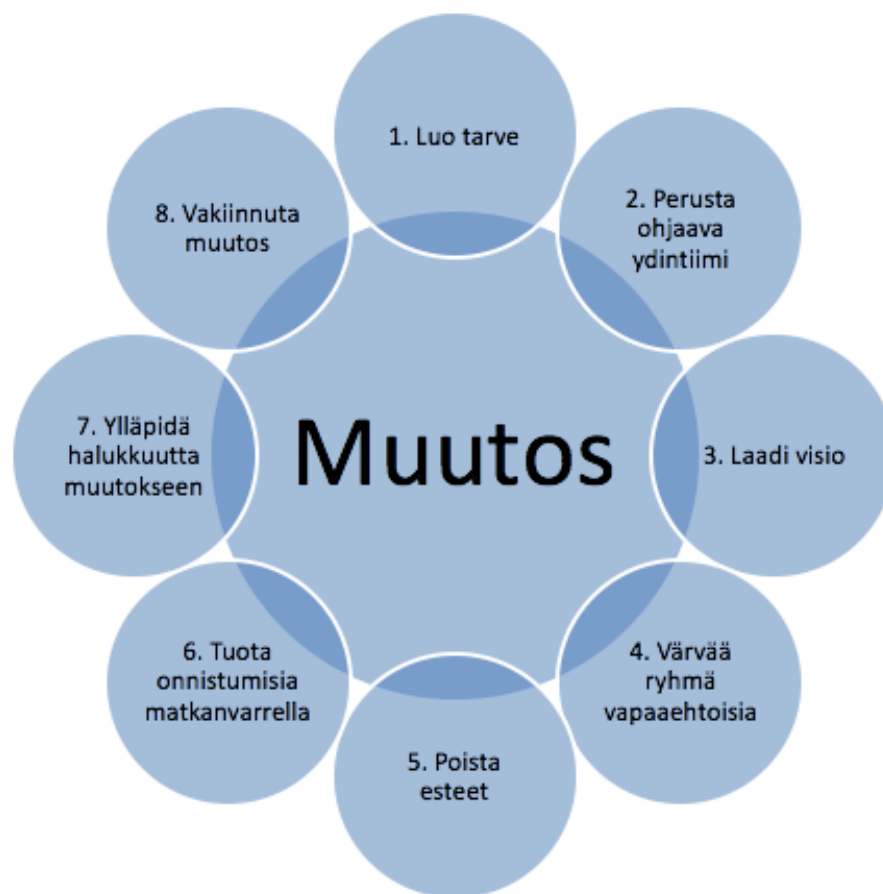 1. Luo tarve
2. Perusta
ohjaava
ydintiimi
3. Laadi visio
4. Värvää
ryhmä
vapaaehtoisia
5. Poista
esteet
6. Tuota
onnistumisia
matkanvarrella
7. Ylläpidä
halukkuutta
muutokseen
8. Vakiinnuta
muutos
Muutos